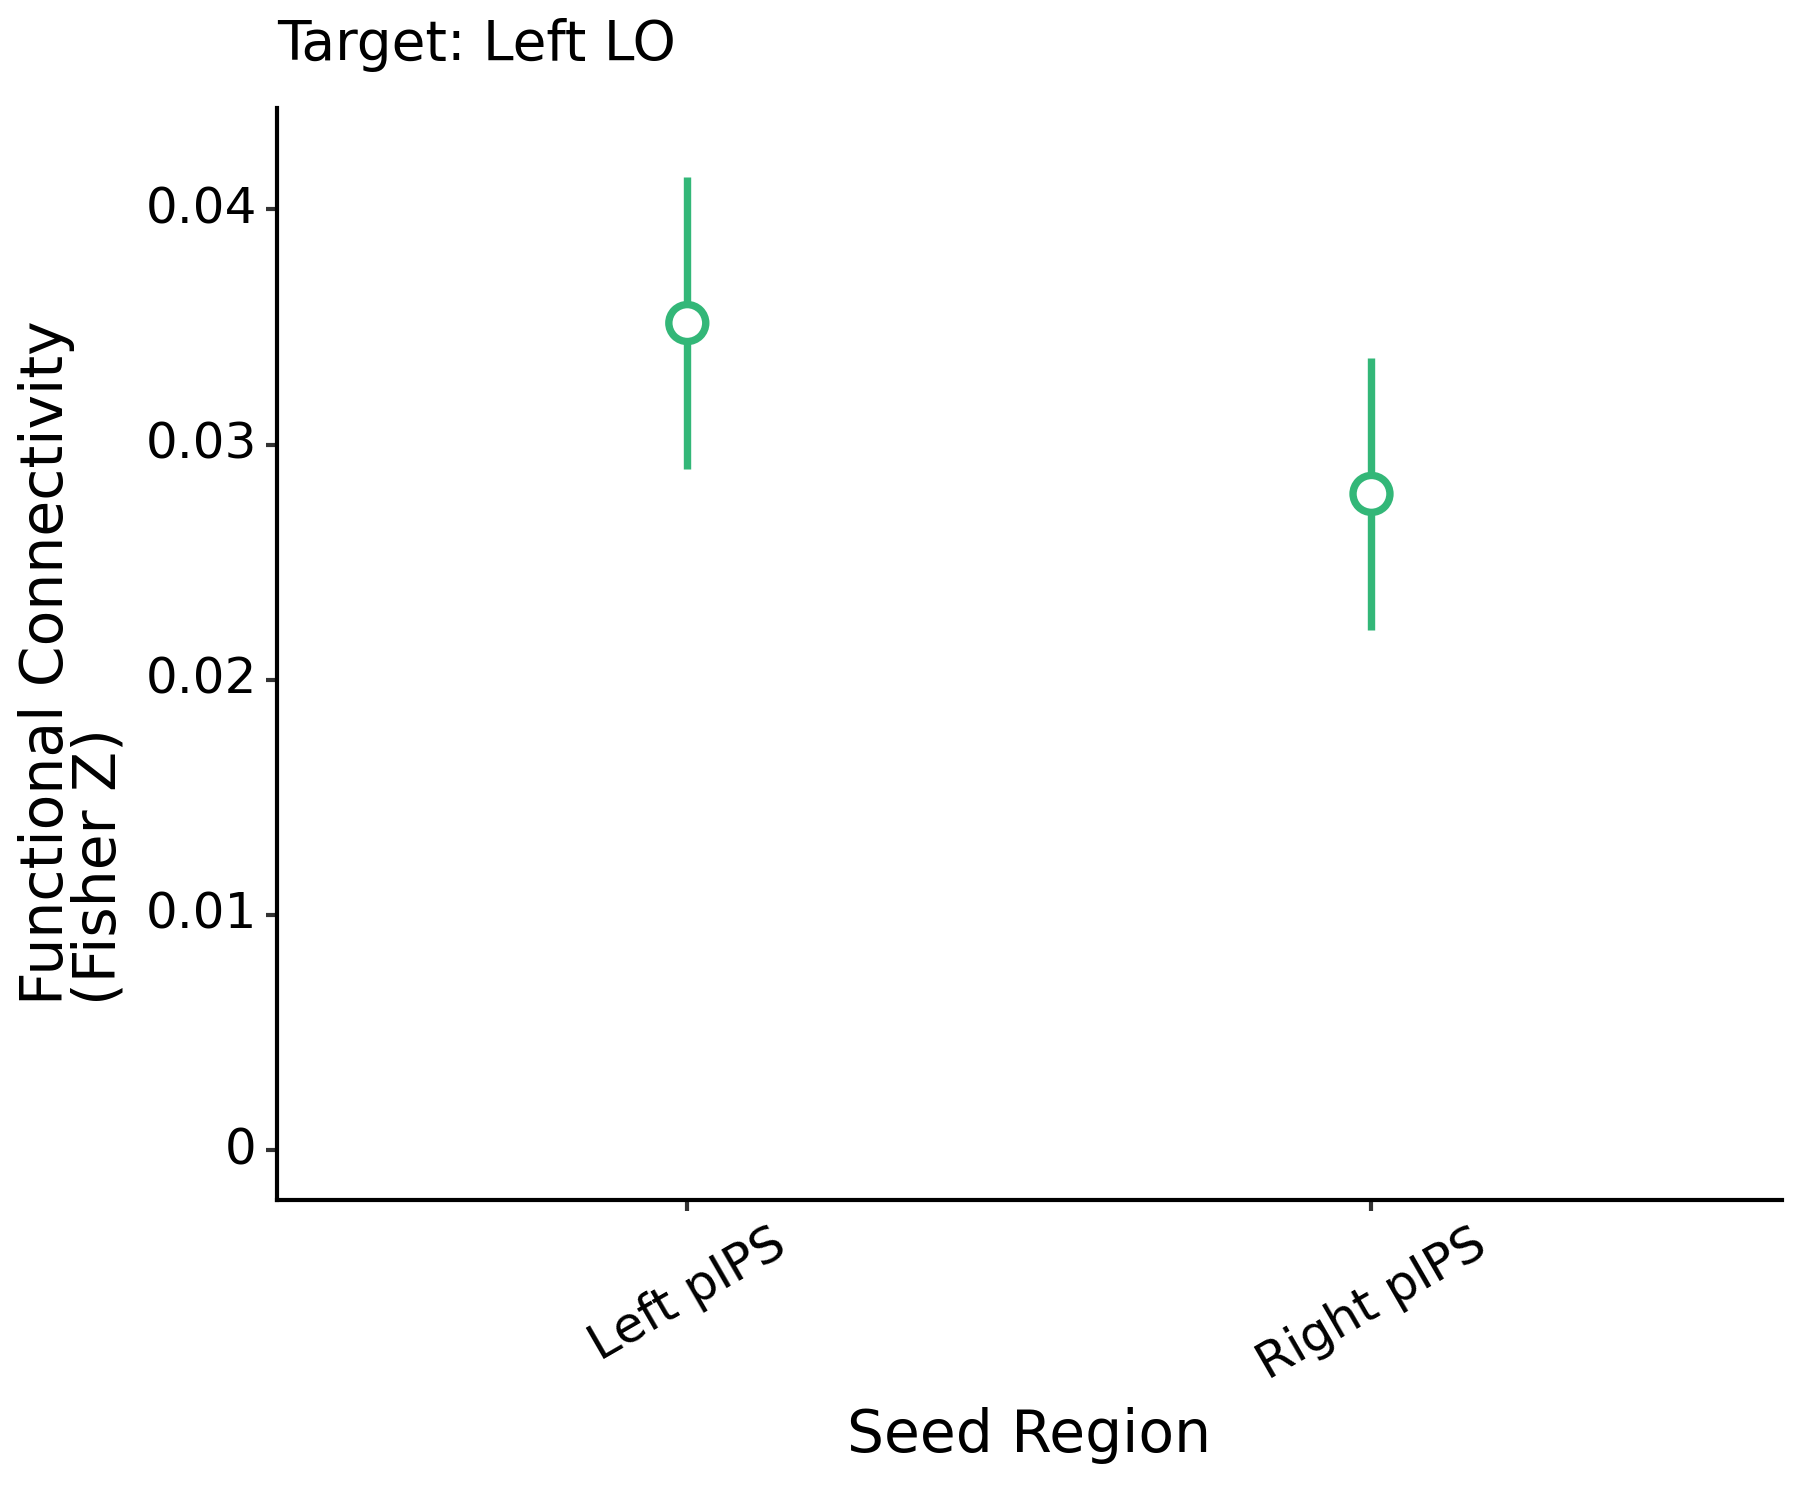 Target: Left LO
Functional Connectivity
(Fisher Z)
0.04
0.03
0.02
0.01
0
Left pIPS
Right pIPS
Seed Region